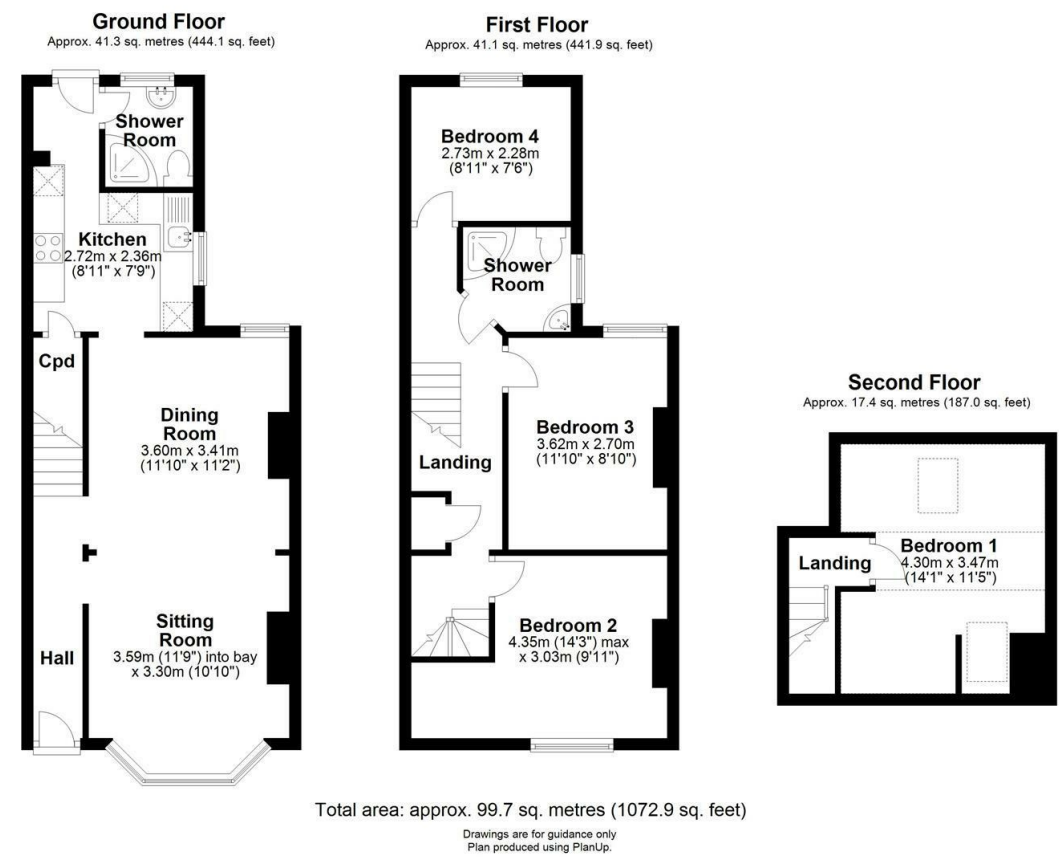 Ground Floor
Approx. 41.3 sq. metres (444.1 sq. feet)
Shower
Room
Kitchen
2.72m x 2.36m
(8'11" x 7'9")
Cpd
Dining
Room
3.60m x 3.41m
(11'10" x 11'2")
Sitting
Room
3.59m (11'9") into bay
x 3.30m (10'10")
Hall
First Floor
Approx. 41.1 sq. metres (441.9 sq. feet)
Bedroom 4
2.73m x 2.28m
(8'11" x 7'6")
Shower
Room
Bedroom 3
3.62m x 2.70m
(11'10" x 8'10")
Landing
Bedroom 2
4.35m (14'3") max
x 3.03m (9'11")
Second Floor
Approx. 17.4 sq. metres (187.0 sq. feet)
Landing
Bedroom 1
4.30m x 3.47m
(14'1" x 11'5")
Total area: approx. 99.7 sq. metres (1072.9 sq. feet)
Drawings are for guidance only
Plan produced using PlanUp.